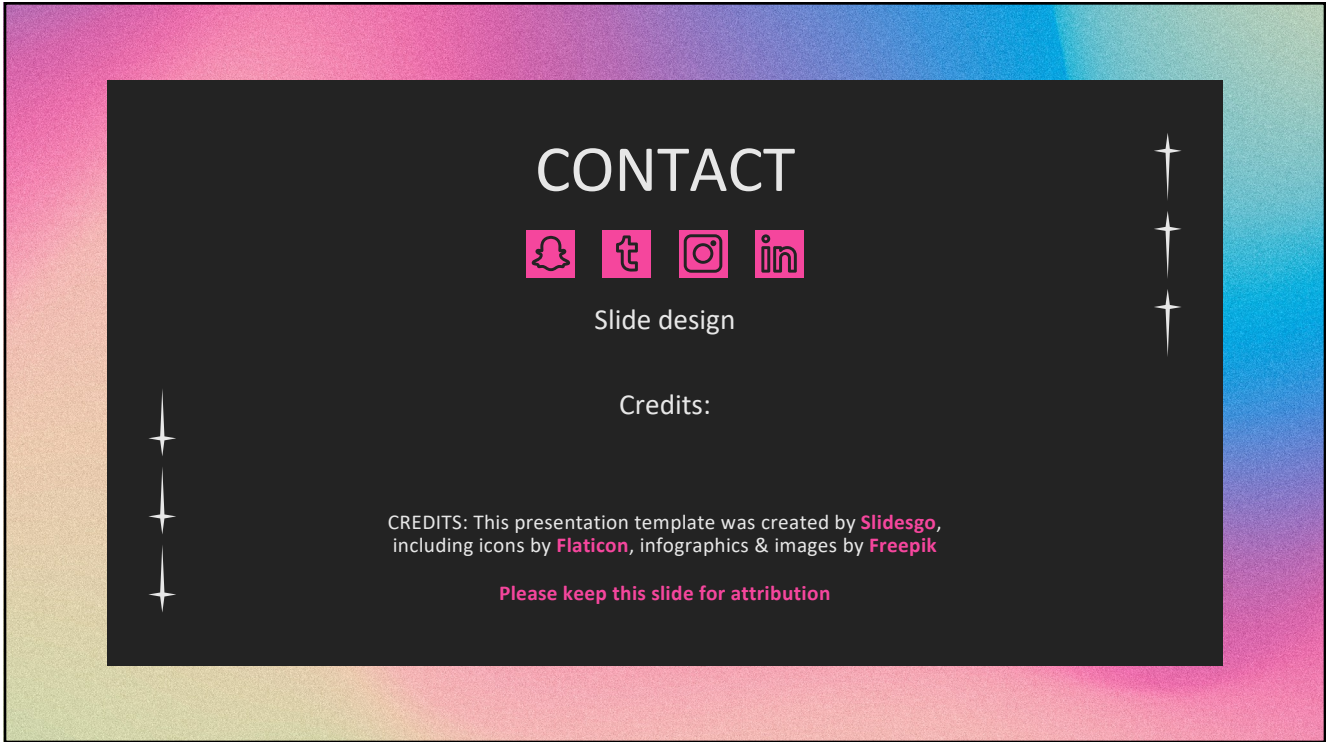 CONTACT
Slide design
Credits:
CREDITS: This presentation template was created by Slidesgo,
including icons by Flaticon, infographics & images by Freepik
Please keep this slide for attribution